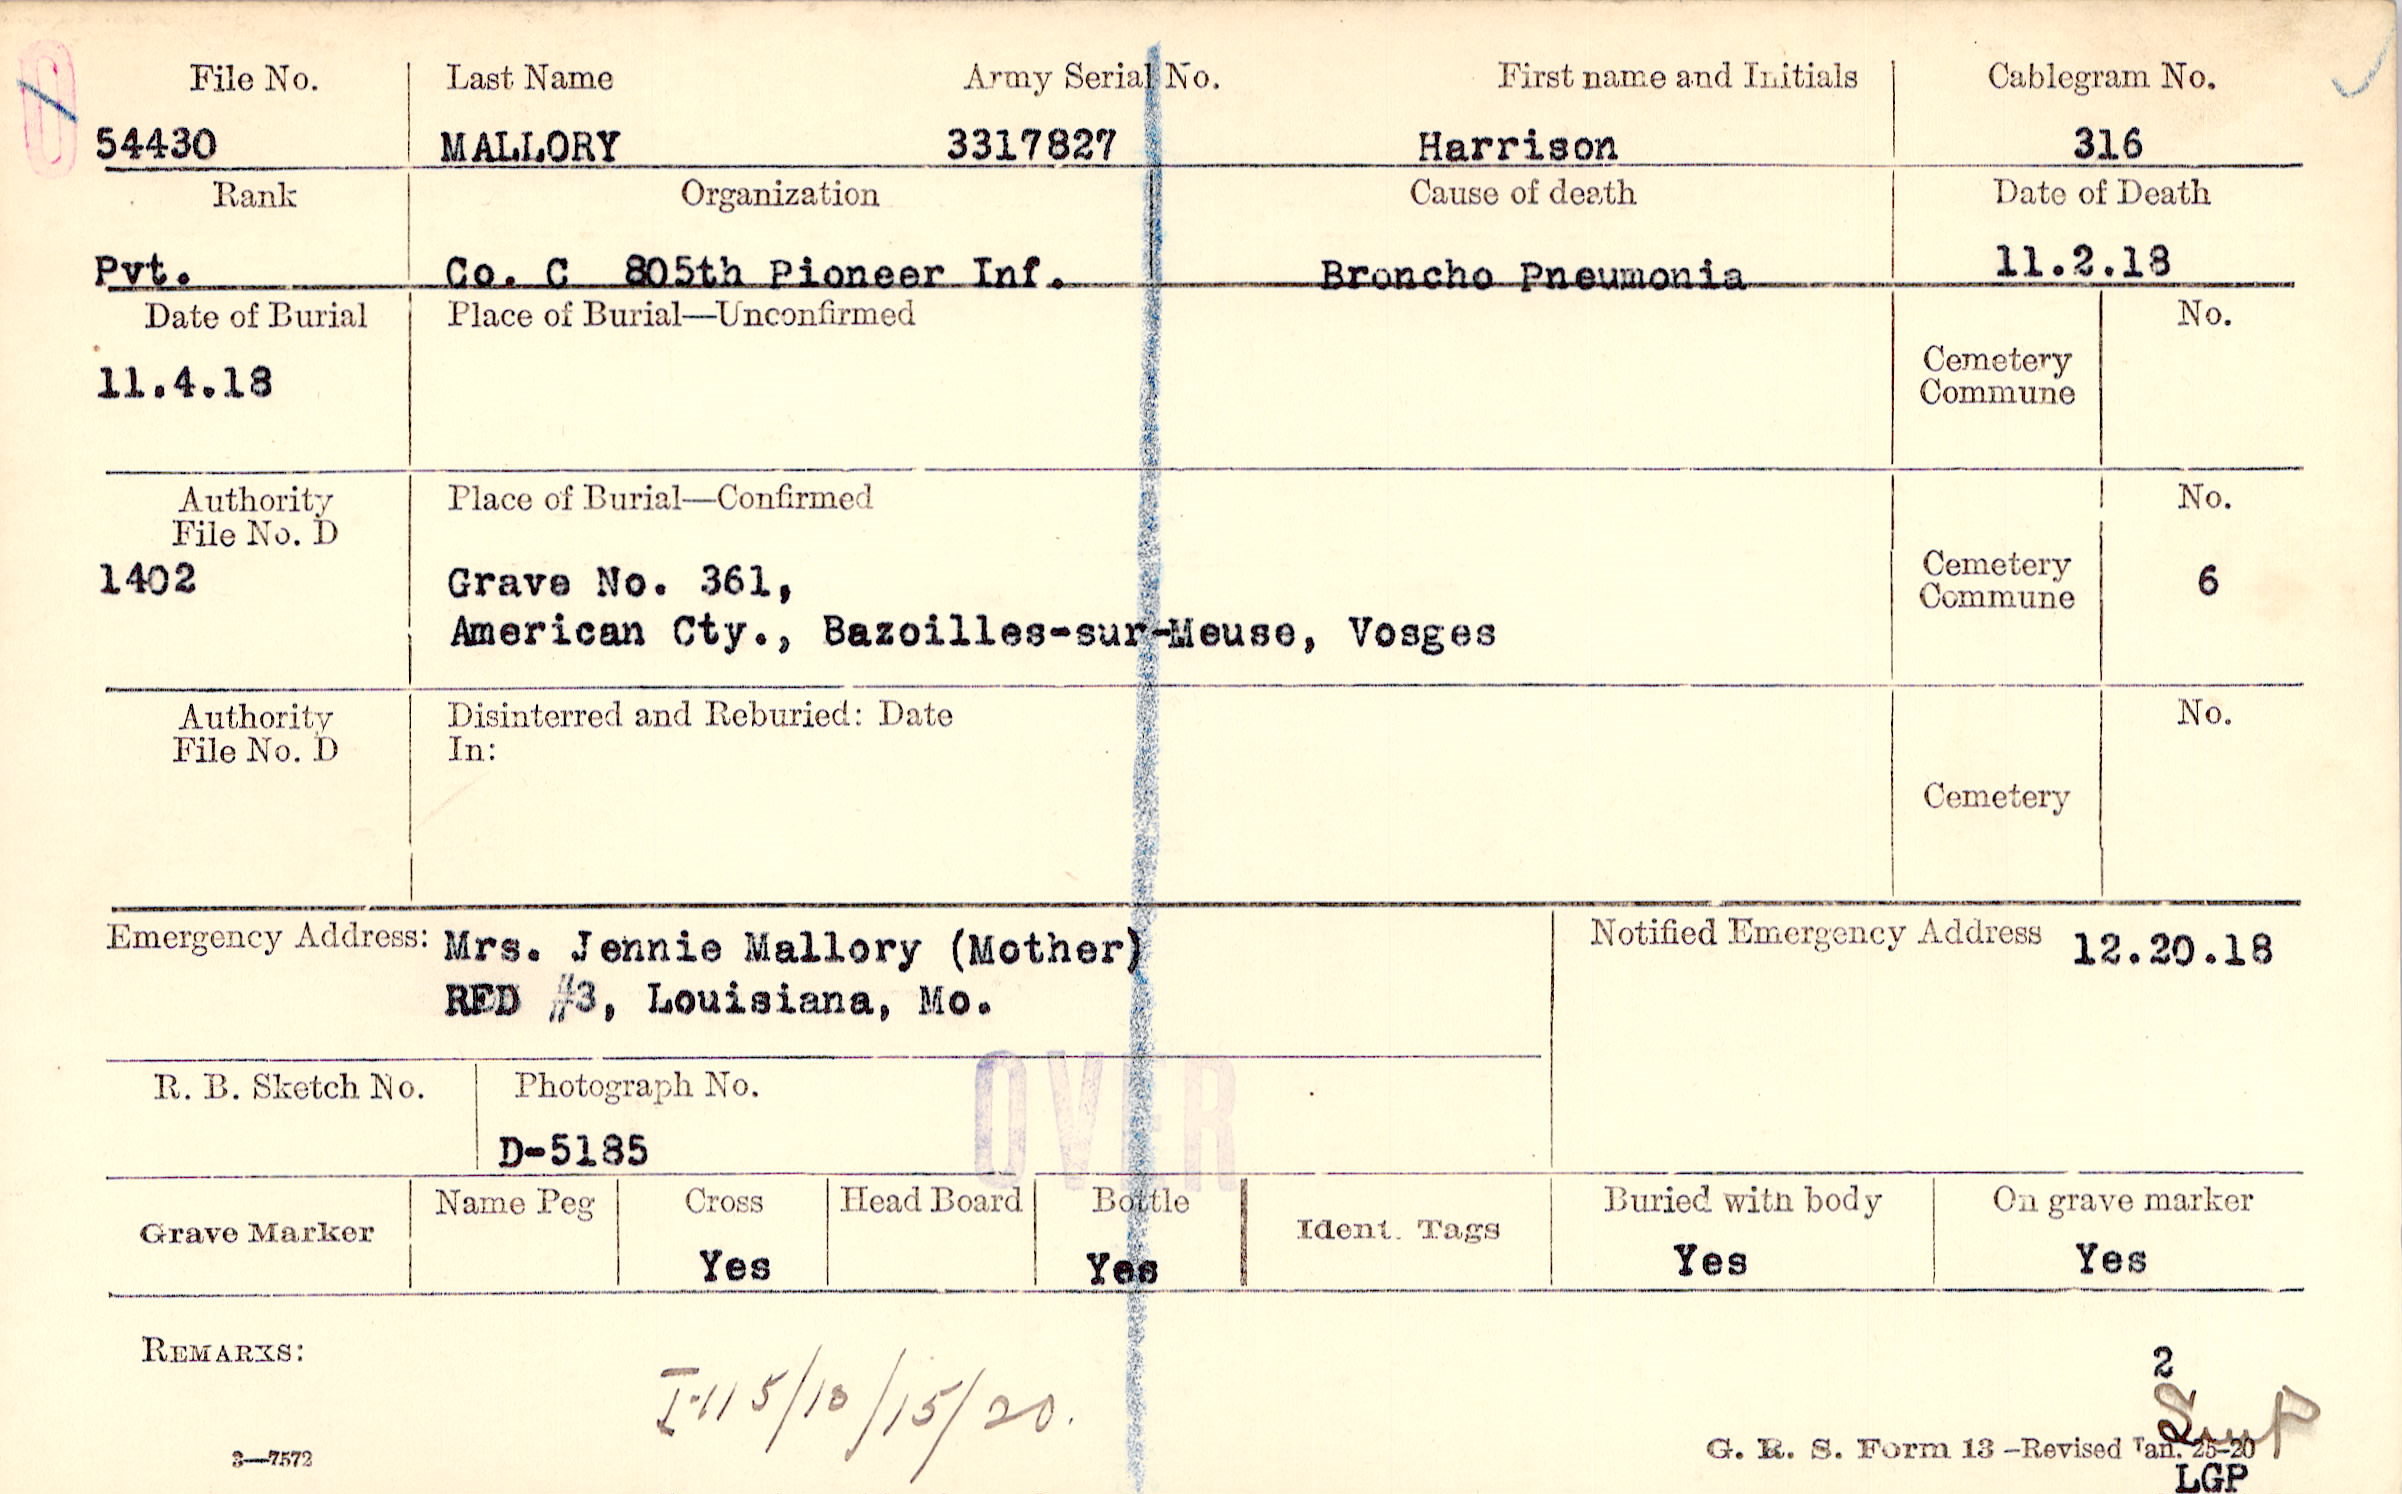 File No. Last Name Army Serial No. First name and Initials Cablegram No.
54430 MALLORY 3317827 Harrison 316
Rank Organization Cause of death Date of Death
Pvt. Co. C 805th Pioneer Inf. Broncho Pneumonia 11.2.18
Date of Burial Place of Burial—Unconfirmed No.
11.4.18
Cemetery
Commune
Authority Place of Burial—Confirmed No.
File No. D
1402 Grave No. 361, Cemetery 6
Commune
American Cty., Bazoilles-sur-Meuse, Vosges
Authority Disinterred and Reburied: Date No.
File No. D In:
Cemetery
Emergency Address: Mrs. Jennie Mallory (Mother) Notified Emergency Address 12.20.18
RFD #3, Louisiana, Mo.
OVER
R. B. Sketch No. Photograph No.
D-5185
Grave Marker Name Peg Cross Head Board Bottle Ident. Tags Buried with body On grave marker
Yes Yes Yes Yes
REMARKS:
2
5/18/15/20.
3—7572 G. R. S. Form 13—Revised Jan. 25-20
LGP